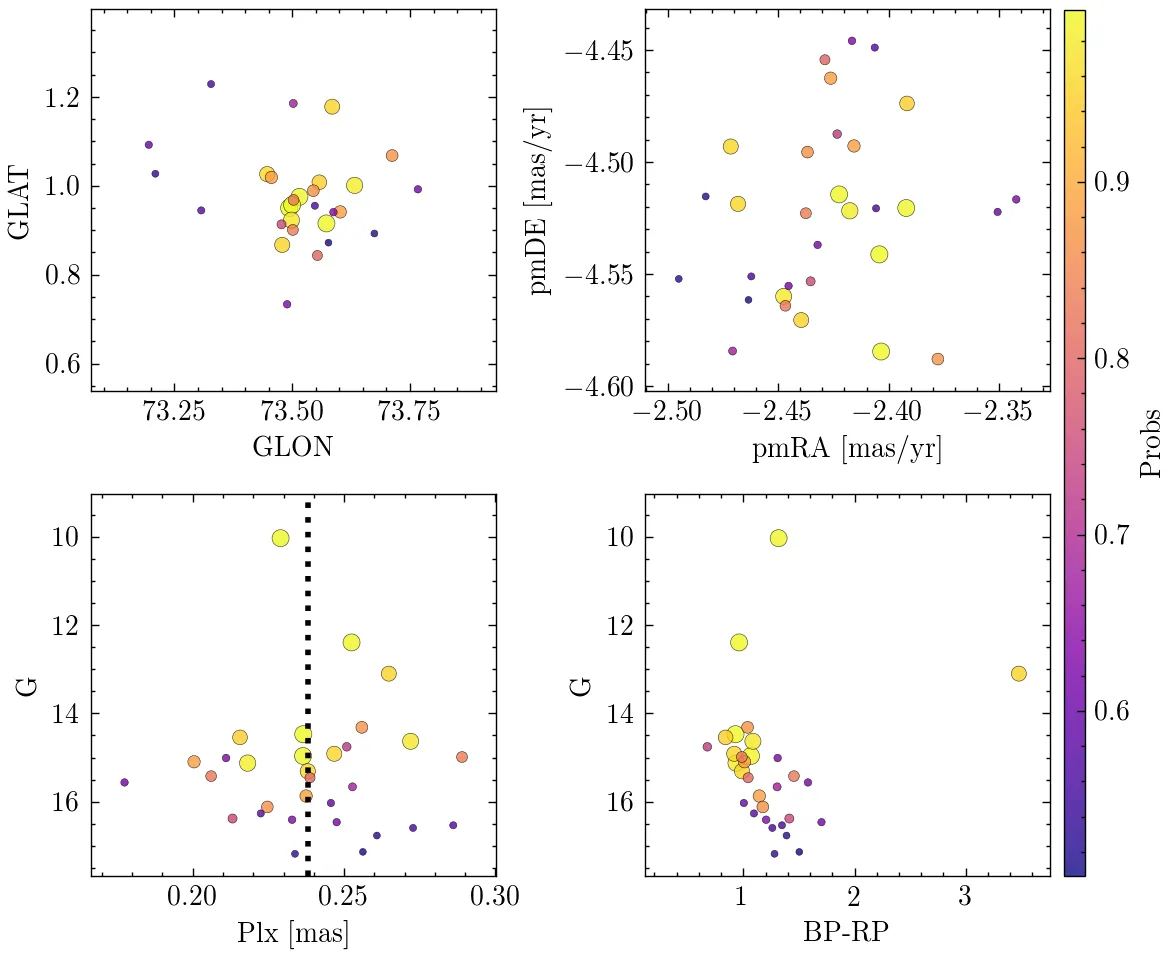 GLAT
1.2
1.0
0.8
0.6
73.25 73.50 73.75
GLON
pmDE [mas/yr]
−4.45
−4.50
−4.55
−4.60
−2.50 −2.45 −2.40 −2.35
pmRA [mas/yr]
G
10
12
14
16
0.20 0.25 0.30
Plx [mas]
G
10
12
14
16
1 2 3
BP-RP
0.9
0.8
0.7
0.6
Probs